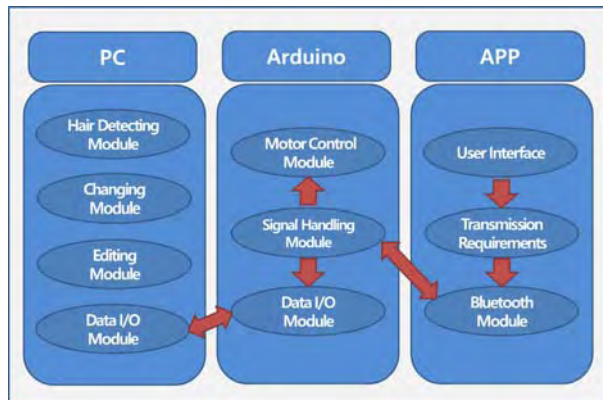 PC
Hair Detecting
Module
Changing
Module
Editing
Module
Data I/O
Module
Arduino
Motor Control
Module
Signal Handling
Module
Data I/O
Module
APP
User Interface
Transmission
Requirements
Bluetooth
Module